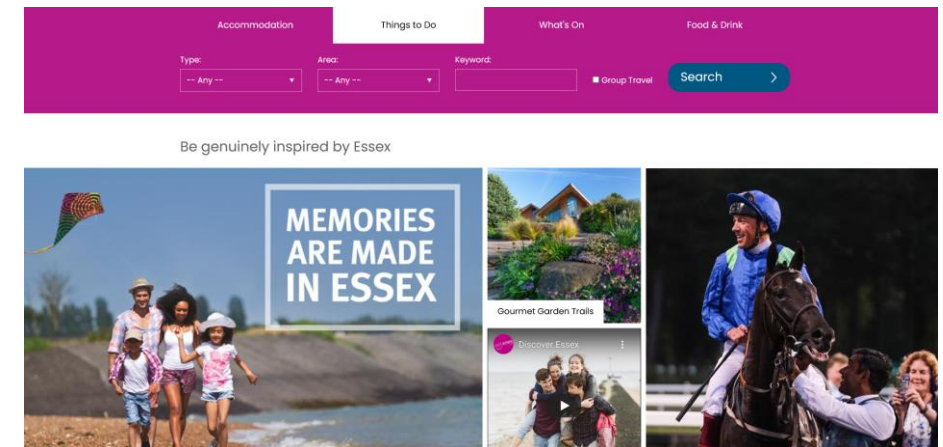 Accommodation Things to Do What's On Food & Drink
Type: Area: Keyword:
-- Any -- -- Any -- Group Travel Search
Be genuinely inspired by Essex
MEMORIES
ARE MADE
IN ESSEX
Gourmet Garden Trails
Discover Essex